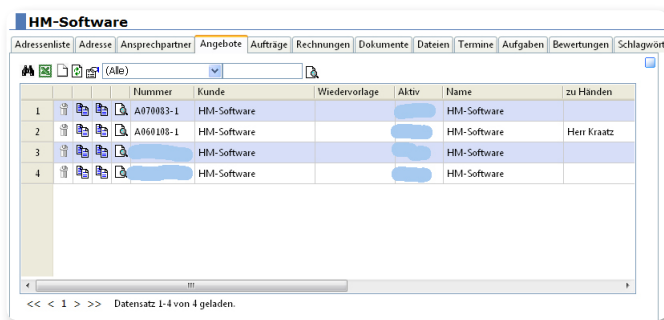 HM-Software
Adressenliste Adresse Ansprechpartner Angebote Aufträge Rechnungen Dokumente Dateien Termine Aufgaben Bewertungen Schlagwört
(Alle)
Nummer Kunde Wiedervorlage Aktiv Name zu Händen
1 A070083-1 HM-Software HM-Software
2 A060108-1 HM-Software HM-Software Herr Kraatz
3 HM-Software HM-Software
4 HM-Software HM-Software
<< < 1 > >> Datensatz 1-4 von 4 geladen.